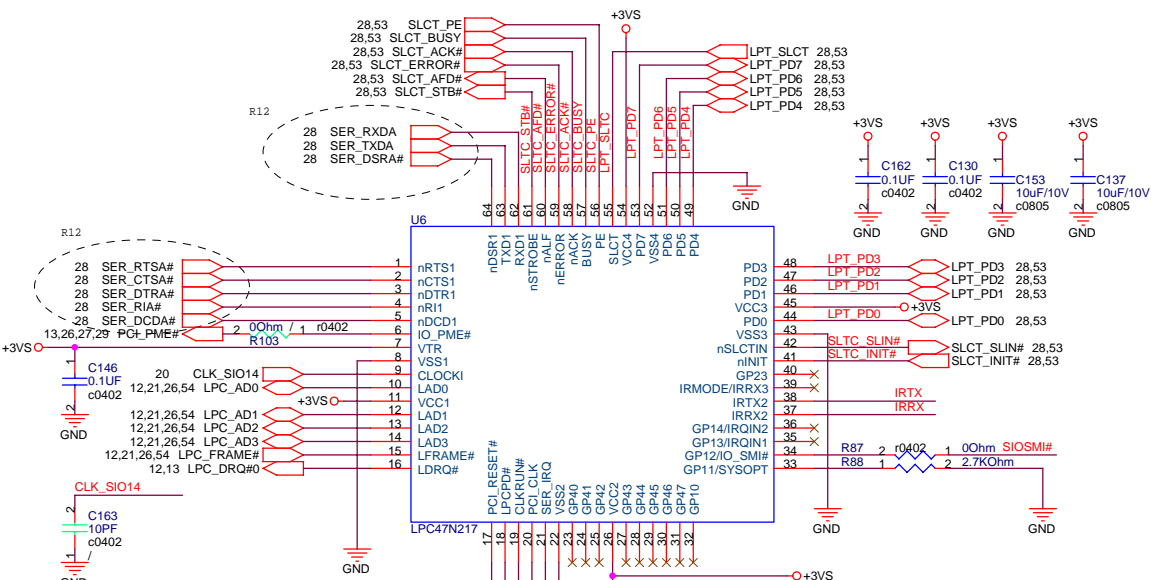 +3VS
28,53 SLCT_PE
28,53 SLCT_BUSY
28,53 SLCT_ACK#
28,53 SLCT_ERROR#
28,53 SLCT_AFD#
28,53 SLCT_STB#
LPT_SLCT 28,53
LPT_PD7 28,53
LPT_PD6 28,53
LPT_PD5 28,53
LPT_PD4 28,53
R12
28 SER_RXDA
28 SER_TXDA
28 SER_DSRA#
SLTC_STB#
SLTC_AFD#
SLTC_ERROR#
SLTC_ACK#
SLTC_BUSY
SLTC_PE
LPT_SLTC
LPT_PD7
LPT_PD6
LPT_PD5
LPT_PD4
GND
+3VS +3VS +3VS +3VS
1 C162 0.1UF c0402 2 GND
1 C130 0.1UF c0402 2 GND
1 C153 10uF/10V c0805 2 GND
1 C137 10uF/10V c0805 2 GND
64 63 62 61 60 59 58 57 56 55 54 53 52 51 50 49
U6
nDSR1 TXD1 RXD1 nSTROBE nALF nERROR nACK BUSY PE SLCT VCC4 PD7 VSS4 PD6 PD5 PD4
R12
28 SER_RTSA# 1 nRTS1
28 SER_CTSA# 2 nCTS1
28 SER_DTRA# 3 nDTR1
28 SER_RIA# 4 nRI1
28 SER_DCDA# 5 nDCD1
13,26,27,29 PCI_PME# 2 0Ohm / 1 r0402 6 IO_PME#
R103
+3VS 7 VTR
8 VSS1
20 CLK_SIO14 9 CLOCKI
12,21,26,54 LPC_AD0 10 LAD0
+3VS 11 VCC1
12,21,26,54 LPC_AD1 12 LAD1
12,21,26,54 LPC_AD2 13 LAD2
12,21,26,54 LPC_AD3 14 LAD3
12,21,26,54 LPC_FRAME# 15 LFRAME#
12,13 LPC_DRQ#0 16 LDRQ#
1 C146 0.1UF c0402 2 GND
PD3 48 LPT_PD3 LPT_PD3 28,53
PD2 47 LPT_PD2 LPT_PD2 28,53
PD1 46 LPT_PD1 LPT_PD1 28,53
VCC3 45 +3VS
PD0 44 LPT_PD0 LPT_PD0 28,53
VSS3 43
nSLCTIN 42 SLTC_SLIN# SLCT_SLIN# 28,53
nINIT 41 SLTC_INIT# SLCT_INIT# 28,53
GP23 40
IRMODE/IRRX3 39
IRTX2 38 IRTX
IRRX2 37 IRRX
GP14/IRQIN2 36
GP13/IRQIN1 35
GP12/IO_SMI# 34 R87 2 r0402 1 0Ohm SIOSMI#
GP11/SYSOPT 33 R88 1 2 2.7KOhm
GND GND
CLK_SIO14
2 C163 10PF c0402 1 / GND
GND
PCI_RESET# LPCPD# CLKRUN# PCI_CLK SER_IRQ VSS2 GP40 GP41 GP42 VCC2 GP43 GP44 GP45 GP46 GP47 GP10
LPC47N217
17 18 19 20 21 22 23 24 25 26 27 28 29 30 31 32
+3VS